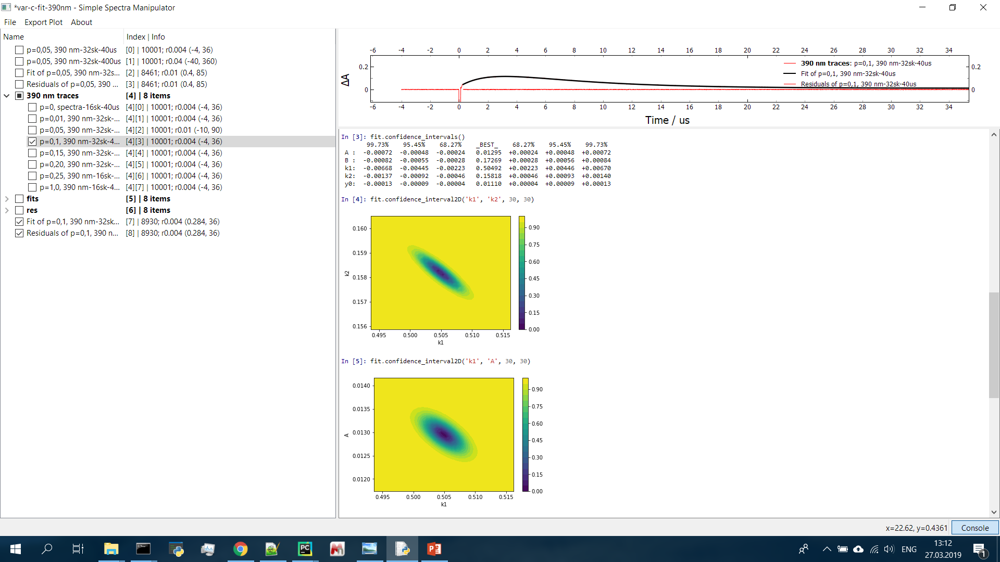 *var-c-fit-390nm - Simple Spectra Manipulator
File Export Plot About
Name Index | Info
p=0,05, 390 nm-32sk-40us [0] | 10001; r0.004 (-4, 36)
p=0,05, 390 nm-32sk-400us [1] | 10001; r0.04 (-40, 360)
Fit of p=0,05, 390 nm-32s... [2] | 8461; r0.01 (0.4, 85)
Residuals of p=0,05, 390 ... [3] | 8461; r0.01 (0.4, 85)
390 nm traces [4] | 8 items
p=0, spectra-16sk-40us [4][0] | 10001; r0.004 (-4, 36)
p=0,01, 390 nm-32sk-... [4][1] | 10001; r0.004 (-4, 36)
p=0,05, 390 nm-32sk-... [4][2] | 10001; r0.01 (-10, 90)
p=0,1, 390 nm-32sk-4... [4][3] | 10001; r0.004 (-4, 36)
p=0,15, 390 nm-32sk-... [4][4] | 10001; r0.004 (-4, 36)
p=0,20, 390 nm-32sk-... [4][5] | 10001; r0.004 (-4, 36)
p=0,25, 390 nm-16sk-... [4][6] | 10001; r0.004 (-4, 36)
p=1,0, 390 nm-16sk-4... [4][7] | 10001; r0.004 (-4, 36)
fits [5] | 8 items
res [6] | 8 items
Fit of p=0,1, 390 nm-32sk... [7] | 8930; r0.004 (0.284, 36)
Residuals of p=0,1, 390 n... [8] | 8930; r0.004 (0.284, 36)
-6 -4 -2 0 2 4 6 8 10 12 14 16 18 20 22 24 26 28 30 32 34
0.2 0.2
0 0
ΔA
390 nm traces: p=0,1, 390 nm-32sk-40us
Fit of p=0,1, 390 nm-32sk-40us
Residuals of p=0,1, 390 nm-32sk-40us
-6 -4 -2 0 2 4 6 8 10 12 14 16 18 20 22 24 26 28 30 32 34
Time / us
In [3]: fit.confidence_intervals()
99.73% 95.45% 68.27% _BEST_ 68.27% 95.45% 99.73%
A : -0.00072 -0.00048 -0.00024 0.01295 +0.00024 +0.00048 +0.00072
B : -0.00082 -0.00055 -0.00028 0.17269 +0.00028 +0.00056 +0.00084
k1: -0.00668 -0.00445 -0.00223 0.50492 +0.00223 +0.00446 +0.00670
k2: -0.00137 -0.00092 -0.00046 0.15818 +0.00046 +0.00093 +0.00140
y0: -0.00013 -0.00009 -0.00004 0.01110 +0.00004 +0.00009 +0.00013
In [4]: fit.confidence_interval2D('k1', 'k2', 30, 30)
0.160
0.159
0.158
0.157
0.156
k2
0.495 0.500 0.505 0.510 0.515
k1
0.90
0.75
0.60
0.45
0.30
0.15
0.00
In [5]: fit.confidence_interval2D('k1', 'A', 30, 30)
0.0140
0.0135
0.0130
0.0125
0.0120
A
0.495 0.500 0.505 0.510 0.515
k1
0.90
0.75
0.60
0.45
0.30
0.15
0.00
x=22.62, y=0.4361 Console
PC
P
ENG
13:12
27.03.2019
1